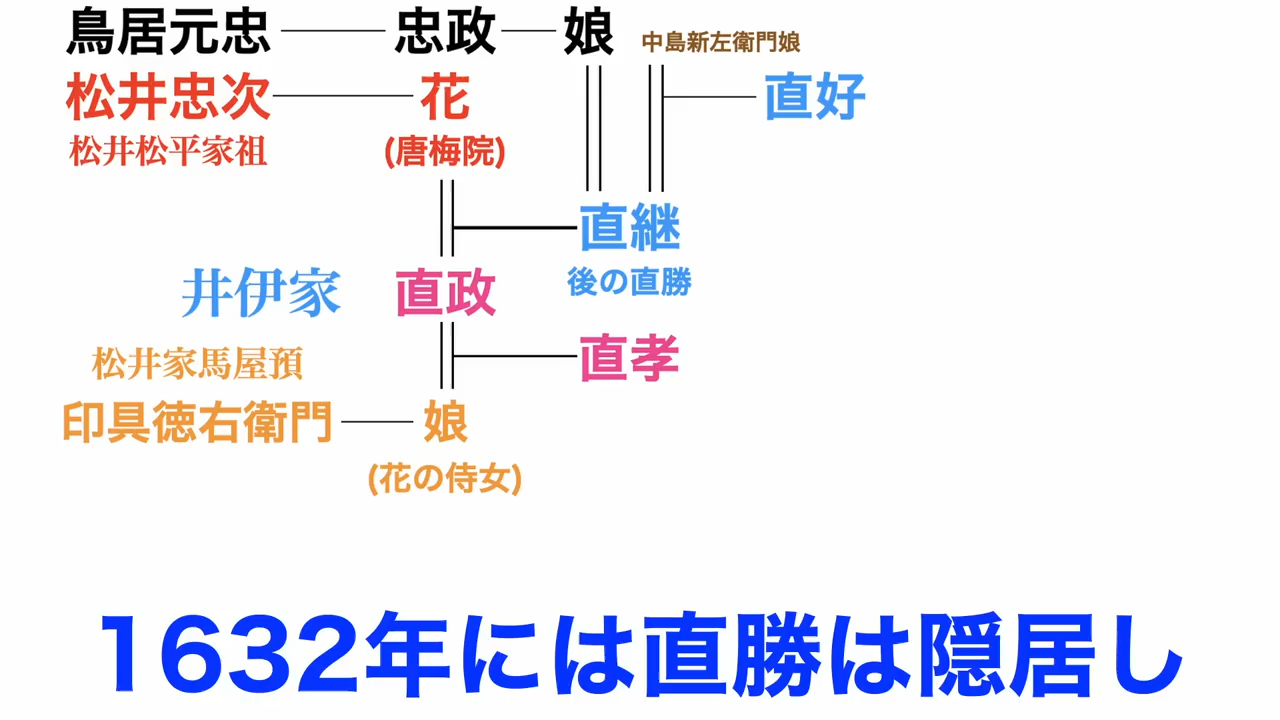 鳥居元忠 忠政 娘 中島新左衛門娘
松井忠次 花 直好
松井松平家祖 (唐梅院)
直継
井伊家 直政 後の直勝
松井家馬屋預 直孝
印具徳右衛門 娘
(花の侍女)
1632年には直勝は隠居し